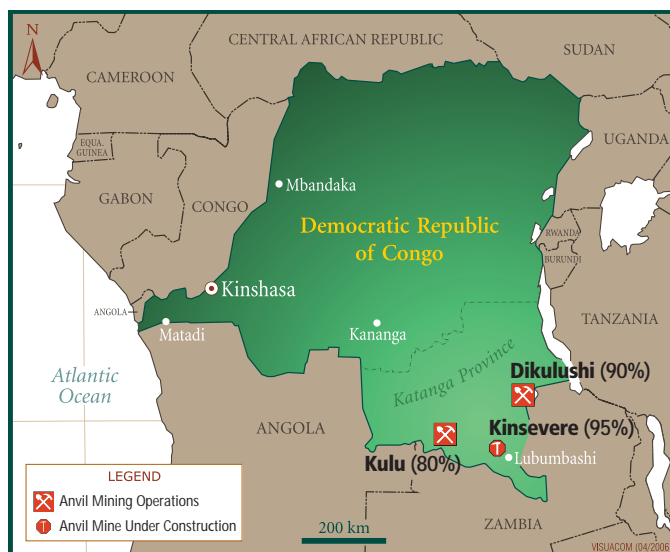 N
CENTRAL AFRICAN REPUBLIC
SUDAN
CAMEROON
EQUA.
GUINEA
UGANDA
GABON
CONGO
Mbandaka
Democratic Republic
of Congo
RWANDA
BURUNDI
Kinshasa
ANGOLA
Matadi
Kananga
TANZANIA
Katanga Province
Atlantic
Ocean
Dikulushi (90%)
ANGOLA
Kinsevere (95%)
Kulu (80%)
Lubumbashi
LEGEND
Anvil Mining Operations
Anvil Mine Under Construction
200 km
ZAMBIA
VISUACOM (04/2006